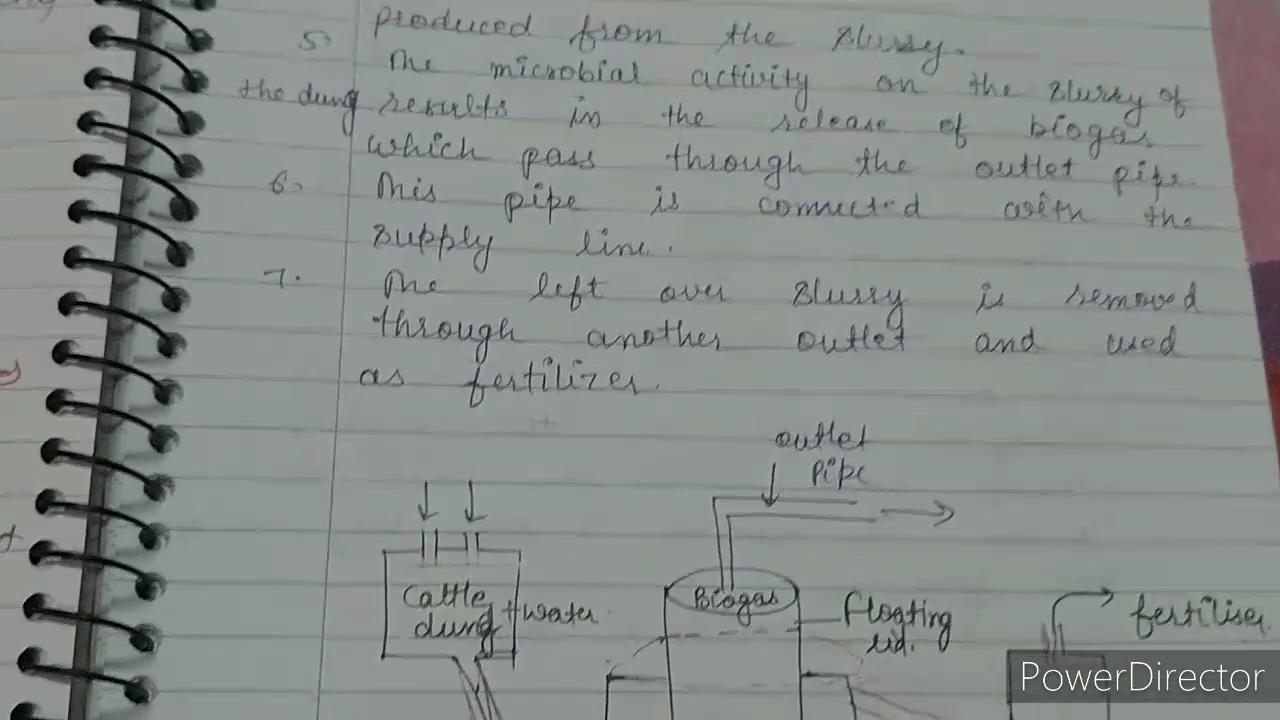 produced from the slurry.
5. The microbial activity on the slurry of
the dung results in the release of biogas
which pass through the outlet pipe.
6. This pipe is connected with the
supply line.
7. The left over slurry is removed
through another outlet and used
as fertilizer.
outlet
pipe
Cattle
dung + water
Biogas
Floating
lid.
fertiliser
PowerDirector